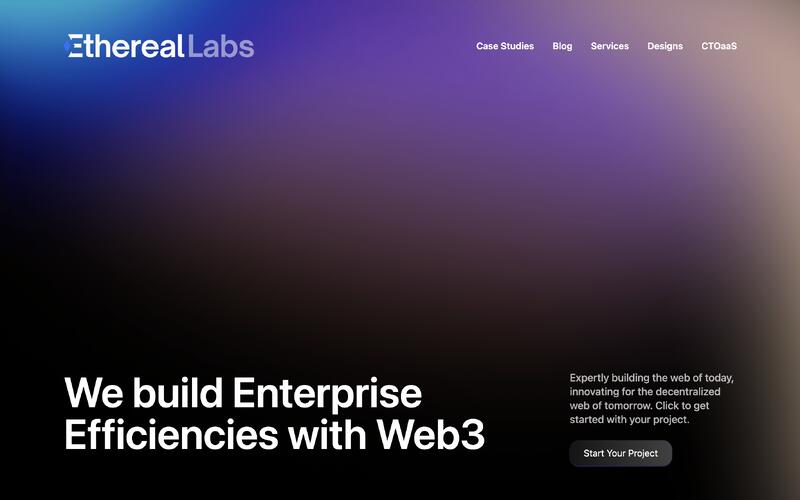 Ethereal Labs
Case Studies
Blog
Services
Designs
CTOaaS
We build Enterprise
Efficiencies with Web3
Expertly building the web of today,
innovating for the decentralized
web of tomorrow. Click to get
started with your project.
Start Your Project